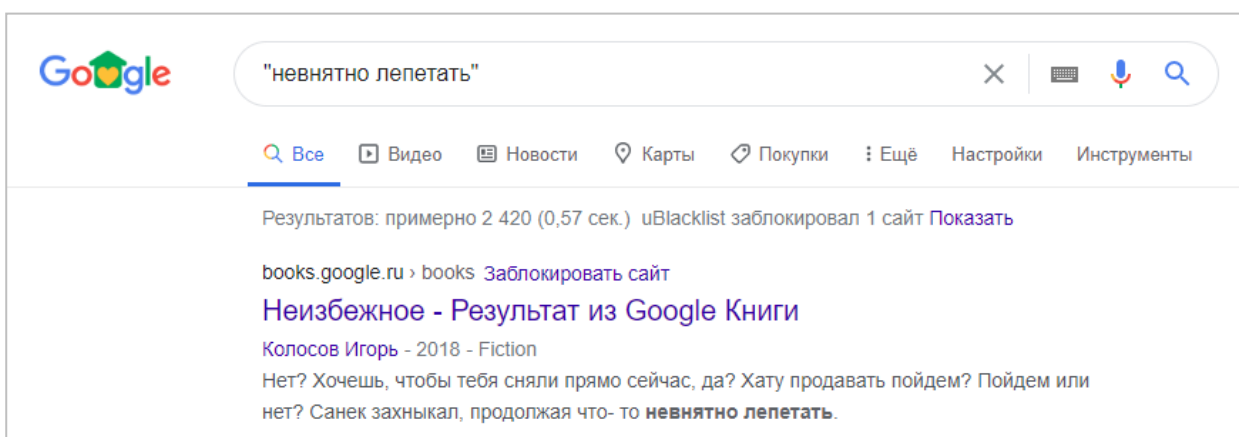 Google
"невнятно лепетать"
Все Видео Новости Карты Покупки Ещё Настройки Инструменты
Результатов: примерно 2 420 (0,57 сек.) uBlacklist заблокировал 1 сайт Показать
books.google.ru › books Заблокировать сайт
Неизбежное - Результат из Google Книги
Колосов Игорь - 2018 - Fiction
Нет? Хочешь, чтобы тебя сняли прямо сейчас, да? Хату продавать пойдем? Пойдем или
нет? Санек захныкал, продолжая что- то невнятно лепетать.